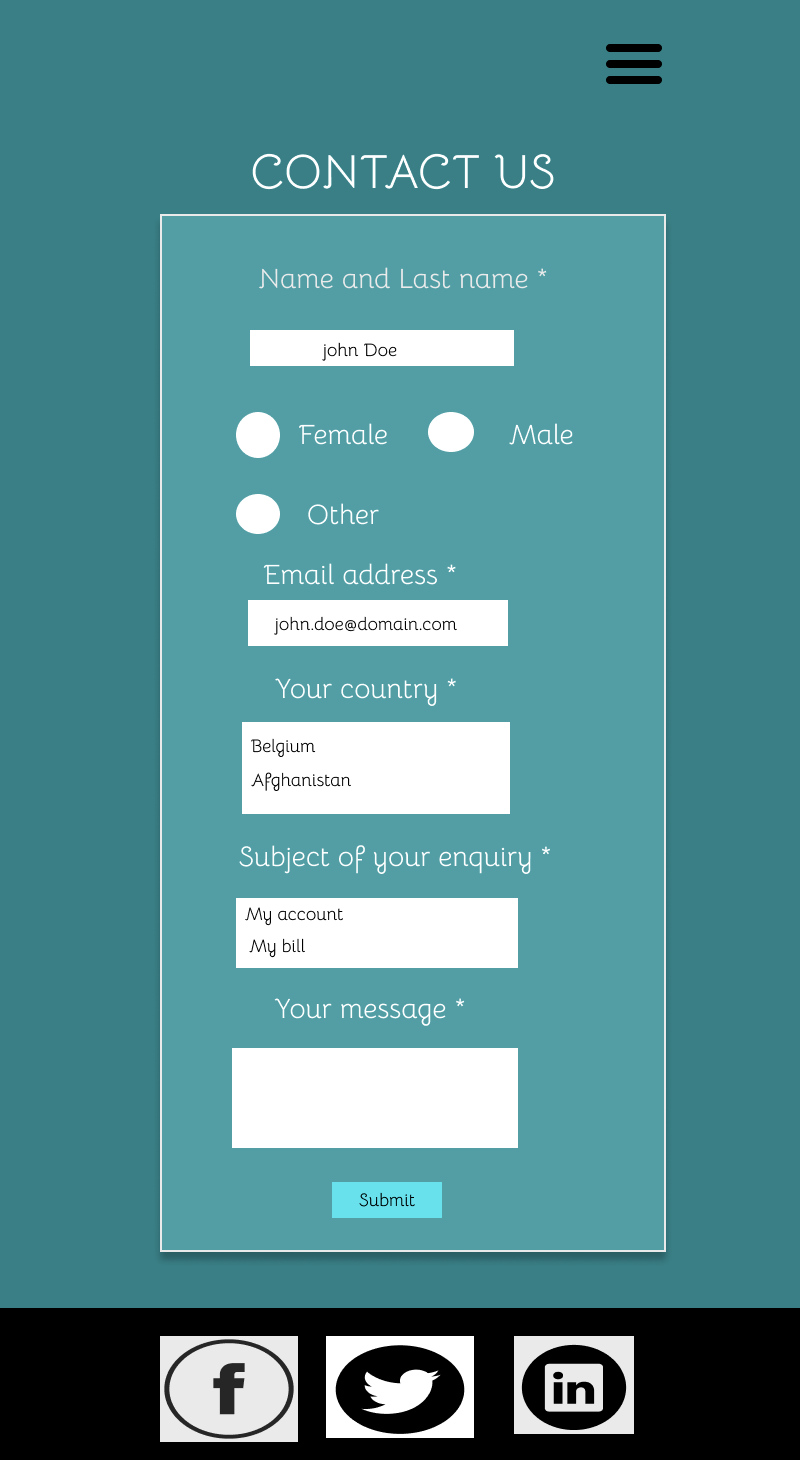 CONTACT US
Name and Last name *
john Doe
Female Male
Other
Email address *
john.doe@domain.com
Your country *
Belgium
Afghanistan
Subject of your enquiry *
My account
My bill
Your message *
Submit
f in